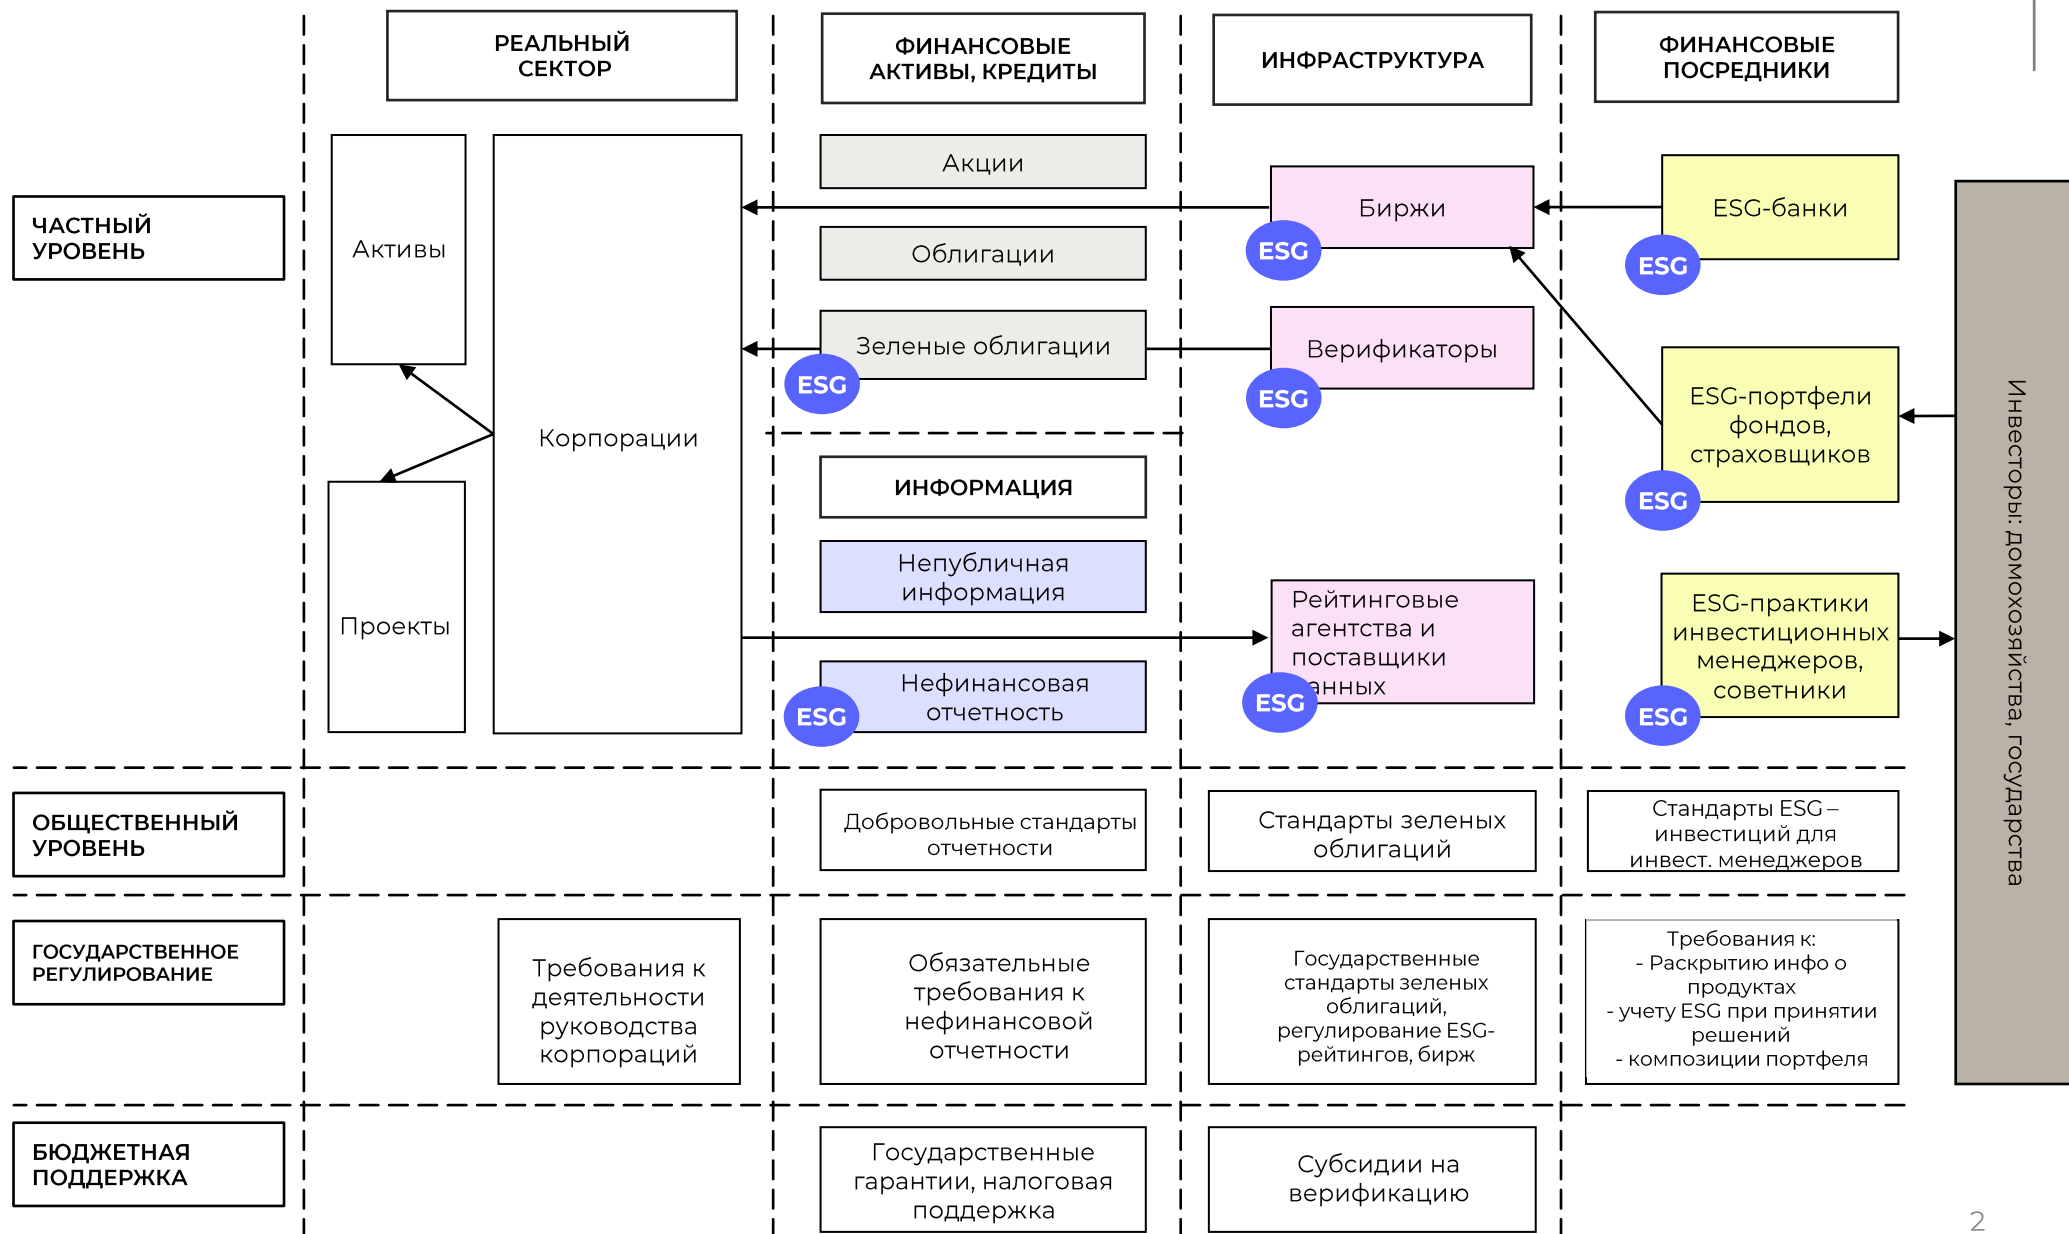 РЕАЛЬНЫЙ
СЕКТОР
ФИНАНСОВЫЕ
АКТИВЫ, КРЕДИТЫ
ИНФРАСТРУКТУРА
ФИНАНСОВЫЕ
ПОСРЕДНИКИ
ЧАСТНЫЙ
УРОВЕНЬ
Активы
Проекты
Корпорации
Акции
Облигации
Зеленые облигации
ESG
ИНФОРМАЦИЯ
Непубличная
информация
Нефинансовая
отчетность
ESG
Биржи
ESG
Верификаторы
ESG
Рейтинговые
агентства и
поставщики
данных
ESG
ESG-банки
ESG
ESG-портфели
фондов,
страховщиков
ESG
ESG-практики
инвестиционных
менеджеров,
советники
ESG
Инвесторы: домохозяйства, государства
ОБЩЕСТВЕННЫЙ
УРОВЕНЬ
Добровольные стандарты
отчетности
Стандарты зеленых
облигаций
Стандарты ESG –
инвестиций для
инвест. менеджеров
ГОСУДАРСТВЕННОЕ
РЕГУЛИРОВАНИЕ
Требования к
деятельности
руководства
корпораций
Обязательные
требования к
нефинансовой
отчетности
Государственные
стандарты зеленых
облигаций,
регулирование ESG-
рейтингов, бирж
Требования к:
- Раскрытию инфо о
продуктах
- учету ESG при принятии
решений
- композиции портфеля
БЮДЖЕТНАЯ
ПОДДЕРЖКА
Государственные
гарантии, налоговая
поддержка
Субсидии на
верификацию
2